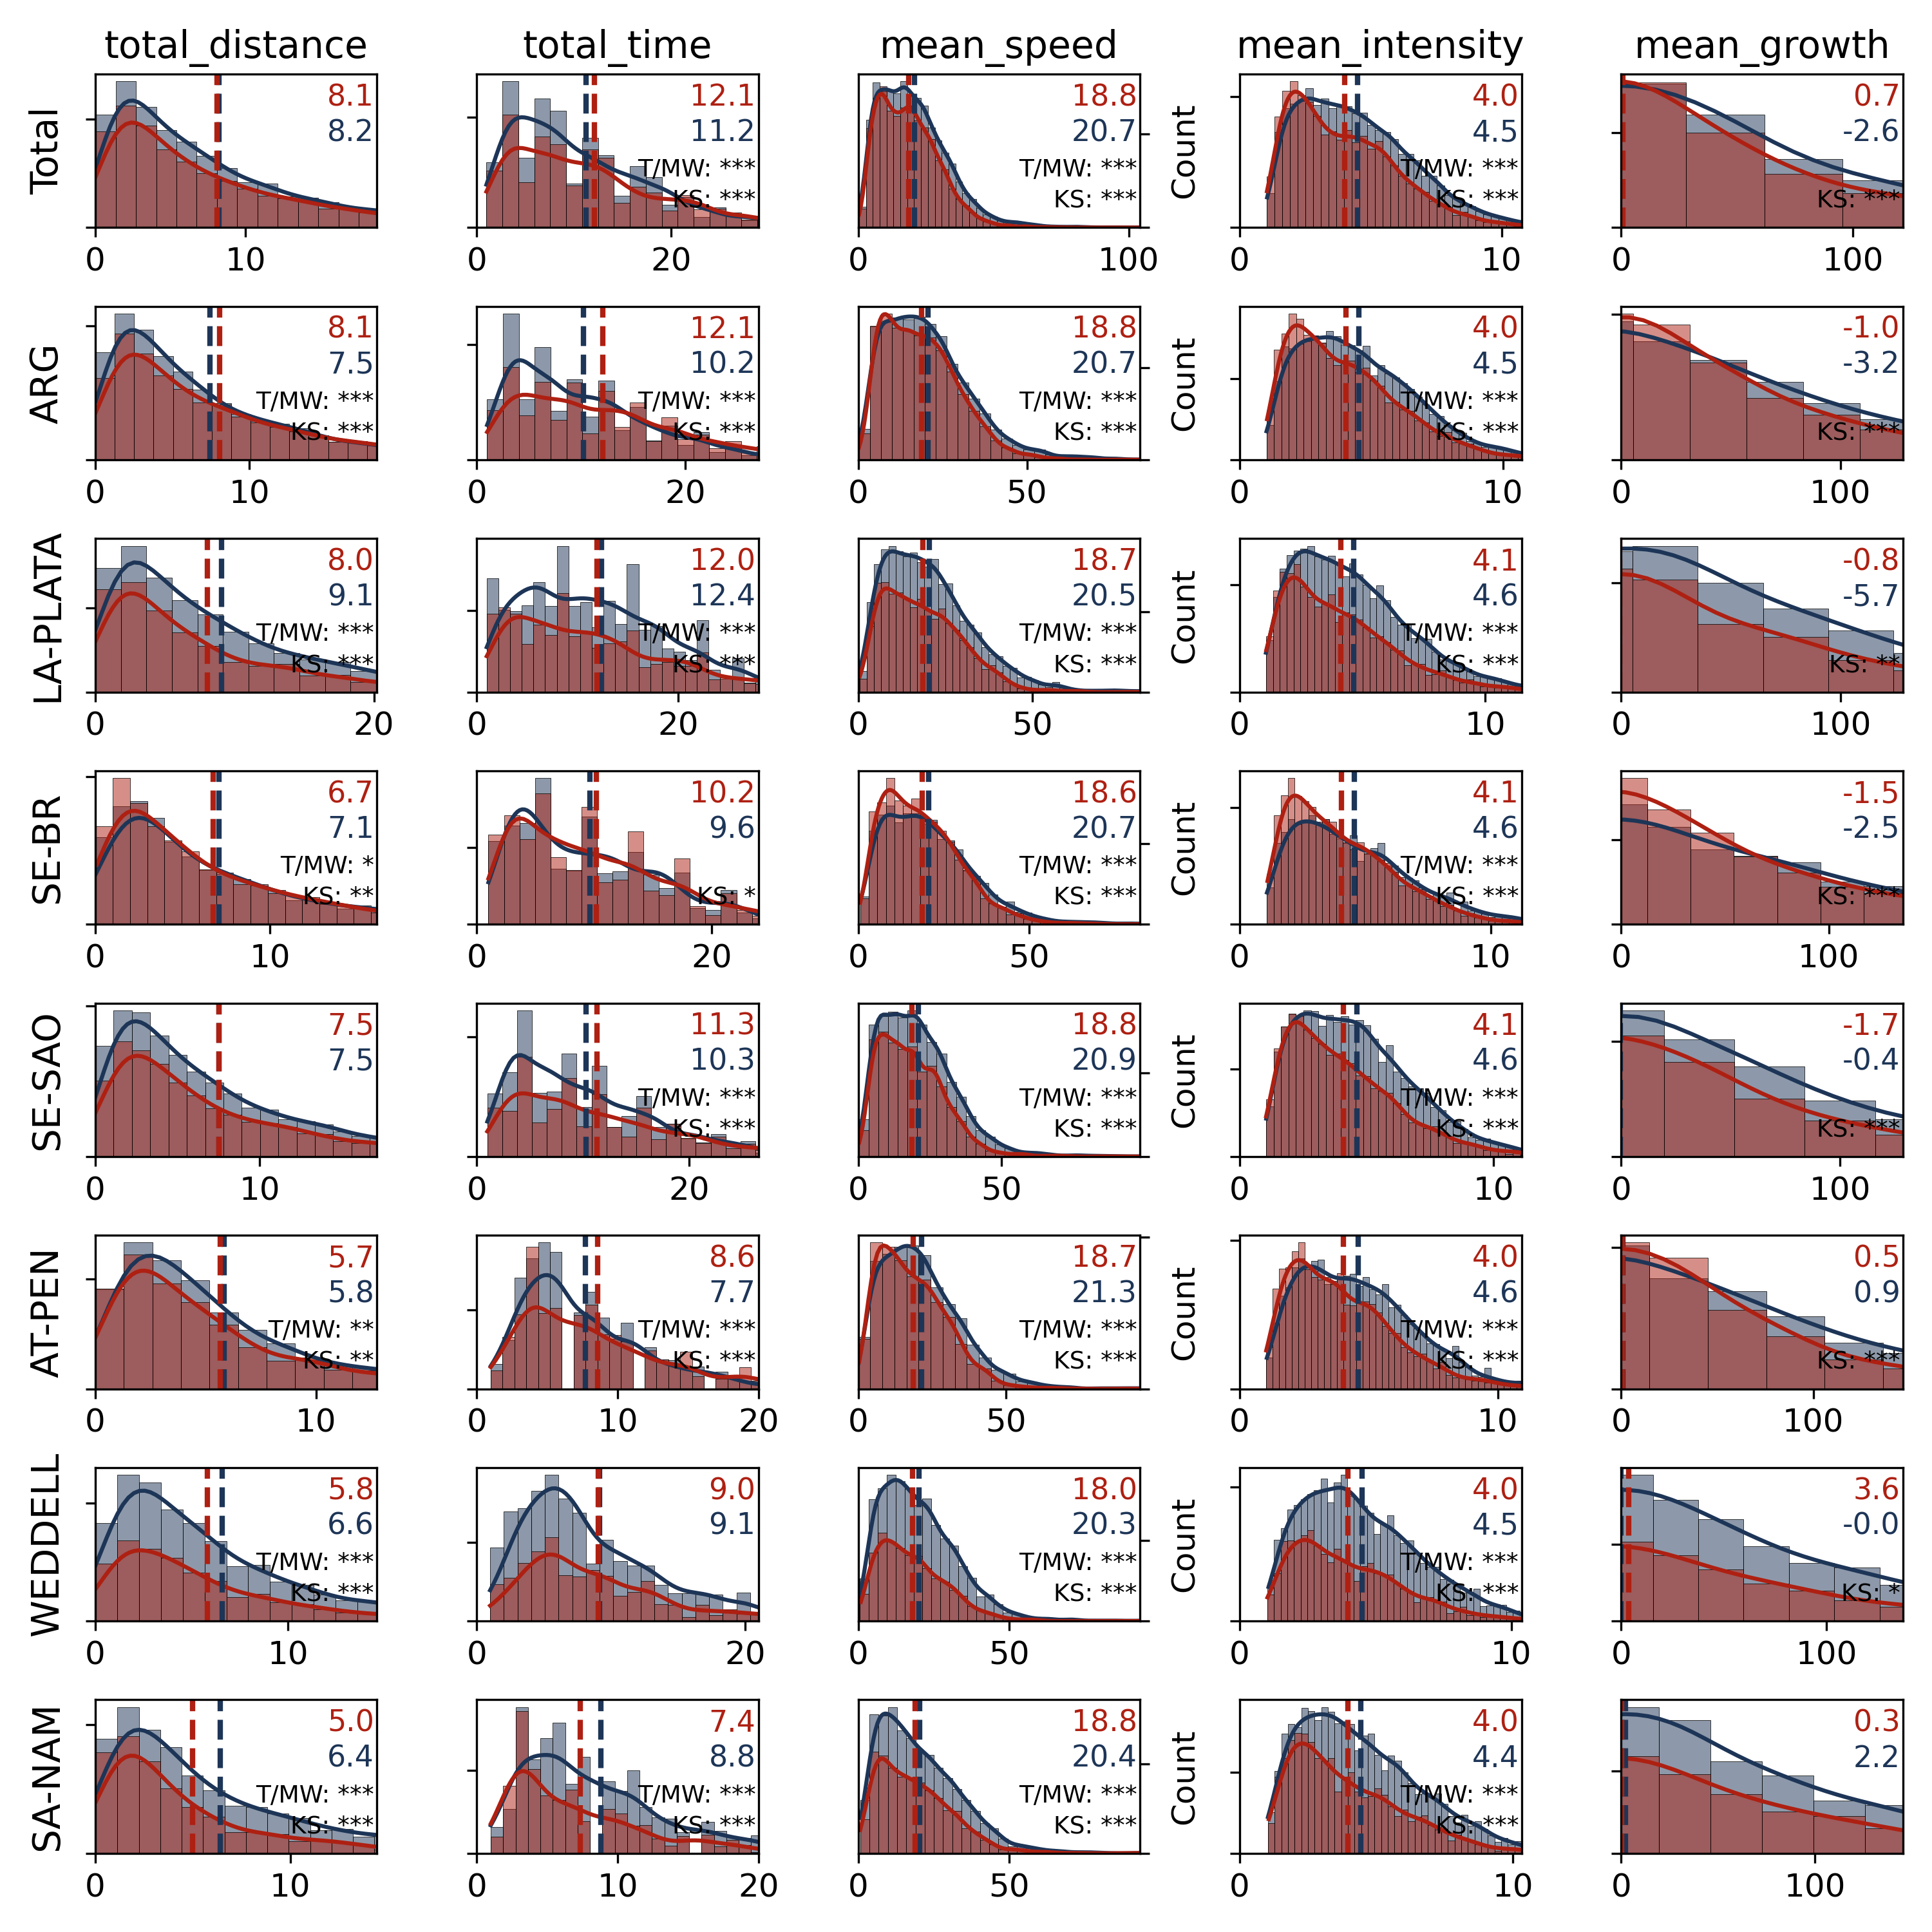 total_distance total_time mean_speed mean_intensity mean_growth
Total
8.1
8.2
0 10
12.1
11.2
T/MW: ***
KS: ***
0 20
18.8
20.7
T/MW: ***
KS: ***
0 100
Count
4.0
4.5
T/MW: ***
KS: ***
0 10
0.7
-2.6
KS: ***
0 100
ARG
8.1
7.5
T/MW: ***
KS: ***
0 10
12.1
10.2
T/MW: ***
KS: ***
0 20
18.8
20.7
T/MW: ***
KS: ***
0 50
Count
4.0
4.5
T/MW: ***
KS: ***
0 10
-1.0
-3.2
KS: ***
0 100
LA-PLATA
8.0
9.1
T/MW: ***
KS: ***
0 20
12.0
12.4
T/MW: ***
KS: ***
0 20
18.7
20.5
T/MW: ***
KS: ***
0 50
Count
4.1
4.6
T/MW: ***
KS: ***
0 10
-0.8
-5.7
KS: **
0 100
SE-BR
6.7
7.1
T/MW: *
KS: **
0 10
10.2
9.6
KS: *
0 20
18.6
20.7
T/MW: ***
KS: ***
0 50
Count
4.1
4.6
T/MW: ***
KS: ***
0 10
-1.5
-2.5
KS: ***
0 100
SE-SAO
7.5
7.5
0 10
11.3
10.3
T/MW: ***
KS: ***
0 20
18.8
20.9
T/MW: ***
KS: ***
0 50
Count
4.1
4.6
T/MW: ***
KS: ***
0 10
-1.7
-0.4
KS: ***
0 100
AT-PEN
5.7
5.8
T/MW: **
KS: **
0 10
8.6
7.7
T/MW: ***
KS: ***
0 10 20
18.7
21.3
T/MW: ***
KS: ***
0 50
Count
4.0
4.6
T/MW: ***
KS: ***
0 10
0.5
0.9
KS: ***
0 100
WEDDELL
5.8
6.6
T/MW: ***
KS: ***
0 10
9.0
9.1
0 20
18.0
20.3
T/MW: ***
KS: ***
0 50
Count
4.0
4.5
T/MW: ***
KS: ***
0 10
3.6
-0.0
KS: *
0 100
SA-NAM
5.0
6.4
T/MW: ***
KS: ***
0 10
7.4
8.8
T/MW: ***
KS: ***
0 10 20
18.8
20.4
T/MW: ***
KS: ***
0 50
Count
4.0
4.4
T/MW: ***
KS: ***
0 10
0.3
2.2
0 100